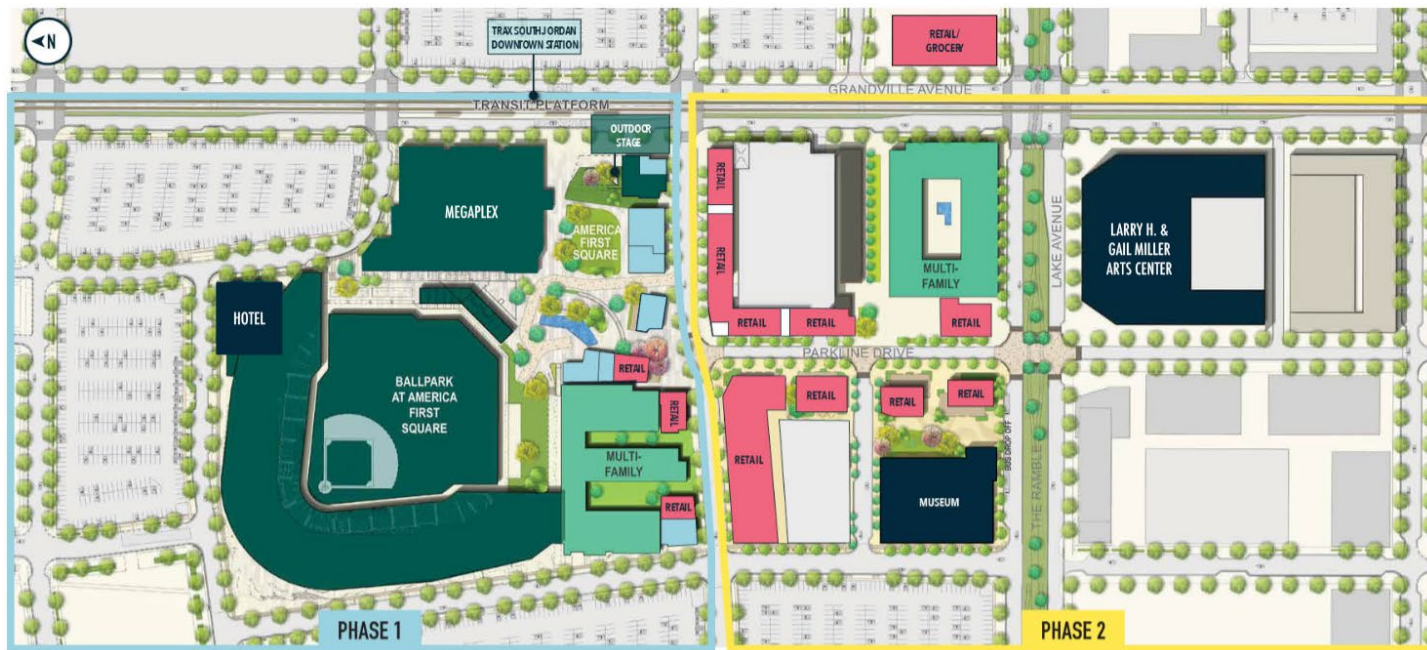 N
TRAX SOUTH JORDAN
DOWNTOWN STATION
RETAIL/
GROCERY
GRANDVILLE AVENUE
TRANSIT PLATFORM
OUTDOOR
STAGE
MEGAPLEX
AMERICA
FIRST
SQUARE
RETAIL
RETAIL
RETAIL
RETAIL
MULTI-
FAMILY
RETAIL
LAKE AVENUE
LARRY H. &
GAIL MILLER
ARTS CENTER
HOTEL
BALLPARK
AT AMERICA
FIRST
SQUARE
RETAIL
RETAIL
MULTI-
FAMILY
RETAIL
PARKLINE DRIVE
RETAIL
RETAIL
RETAIL
RETAIL
BUS DROP OFF
MUSEUM
THE RAMBLE
PHASE 1
PHASE 2